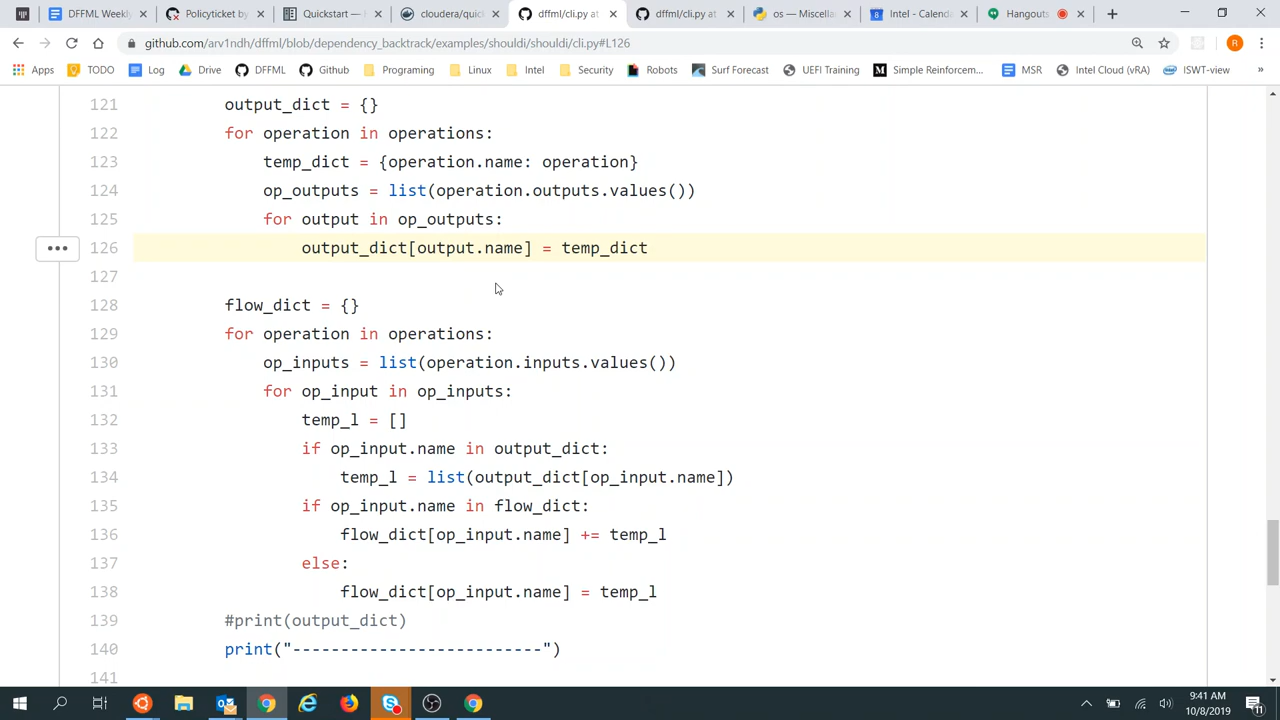 DFFML Weekly
Policyticket by
Quickstart —
cloudera/quic
dffml/cli.py at
dffml/cli.py at
os — Miscella
Intel - Calenda
Hangouts
github.com/arv1ndh/dffml/blob/dependency_backtrack/examples/shouldi/shouldi/cli.py#L126
R
Apps
TODO
Log
Drive
DFFML
Github
Programing
Linux
Intel
Security
Robots
Surf Forecast
UEFI Training
Simple Reinforcem...
MSR
Intel Cloud (vRA)
ISWT-view
»
121 output_dict = {}
122 for operation in operations:
123 temp_dict = {operation.name: operation}
124 op_outputs = list(operation.outputs.values())
125 for output in op_outputs:
126 output_dict[output.name] = temp_dict
127
128 flow_dict = {}
129 for operation in operations:
130 op_inputs = list(operation.inputs.values())
131 for op_input in op_inputs:
132 temp_l = []
133 if op_input.name in output_dict:
134 temp_l = list(output_dict[op_input.name])
135 if op_input.name in flow_dict:
136 flow_dict[op_input.name] += temp_l
137 else:
138 flow_dict[op_input.name] = temp_l
139 #print(output_dict)
140 print("--------------------------")
141
9:41 AM
10/8/2019